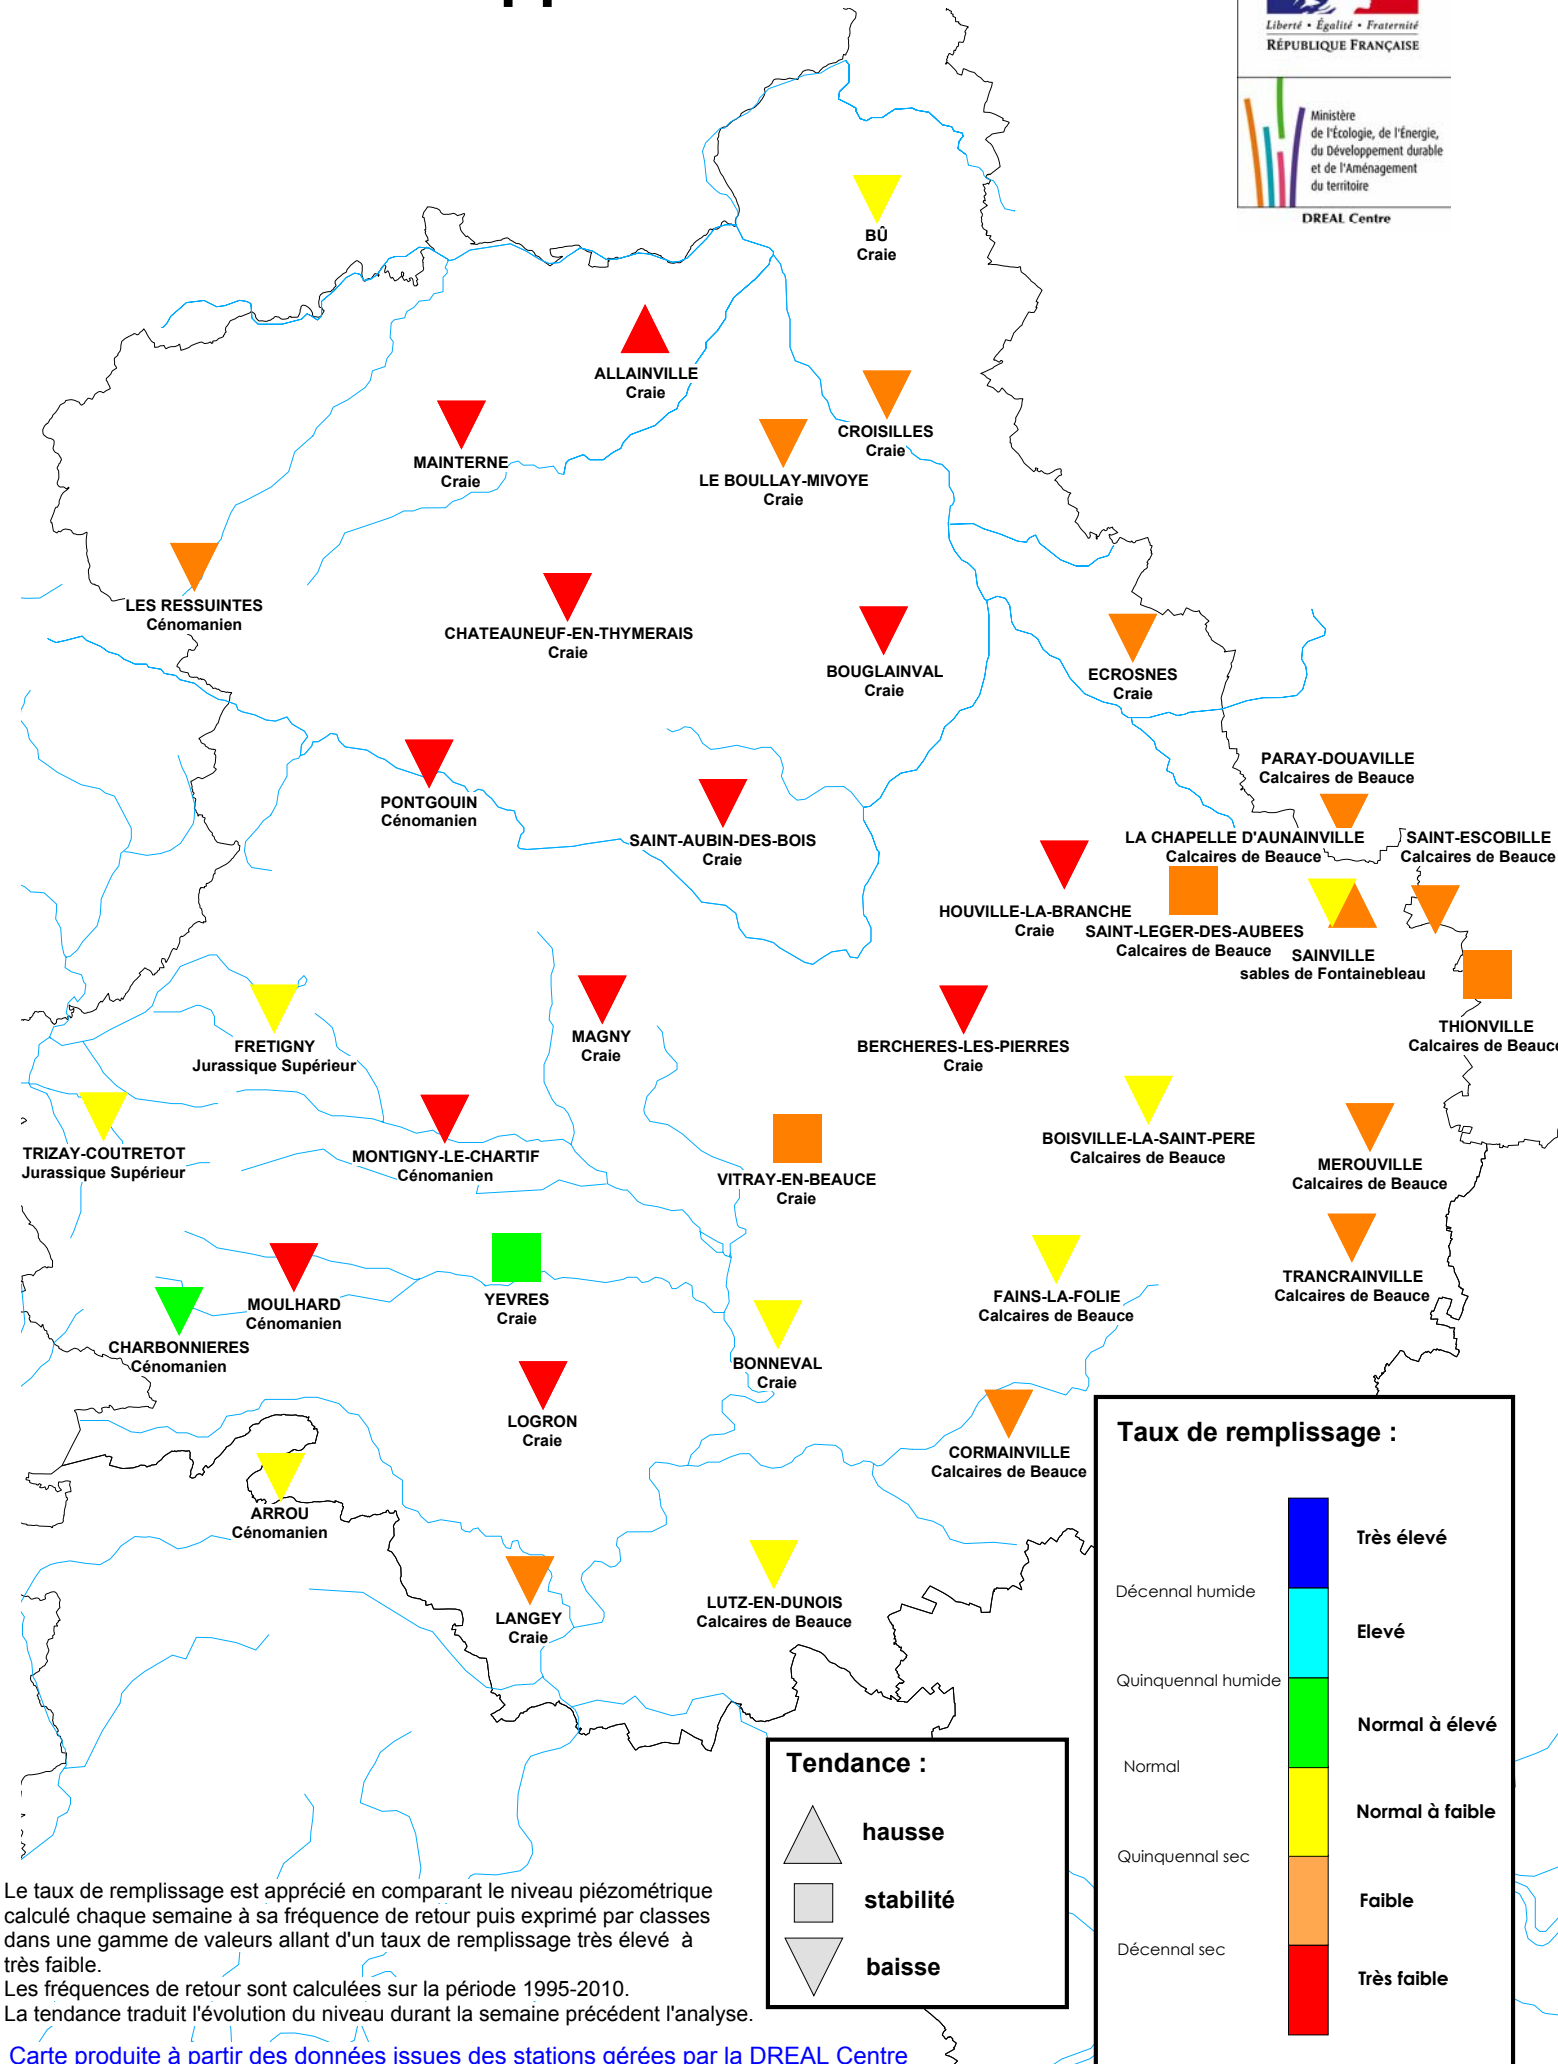 Liberté • Égalité • Fraternité
RÉPUBLIQUE FRANÇAISE
Ministère
de l'Écologie, de l'Énergie,
du Développement durable
et de l'Aménagement
du territoire
DREAL Centre
BÛ
Craie
ALLAINVILLE
Craie
CROISILLES
Craie
MAINTERNE
Craie
LE BOULLAY-MIVOYE
Craie
LES RESSUINTES
Cénomanien
CHATEAUNEUF-EN-THYMERAIS
Craie
BOUGLAINVAL
Craie
ECROSNES
Craie
PARAY-DOUAVILLE
Calcaires de Beauce
PONTGOUIN
Cénomanien
SAINT-AUBIN-DES-BOIS
Craie
LA CHAPELLE D'AUNAINVILLE
Calcaires de Beauce
SAINT-ESCOBILLE
Calcaires de Beauce
HOUVILLE-LA-BRANCHE
Craie
SAINT-LEGER-DES-AUBEES
Calcaires de Beauce
SAINVILLE
sables de Fontainebleau
THIONVILLE
Calcaires de Beauce
FRETIGNY
Jurassique Supérieur
MAGNY
Craie
BERCHERES-LES-PIERRES
Craie
TRIZAY-COUTRETOT
Jurassique Supérieur
MONTIGNY-LE-CHARTIF
Cénomanien
VITRAY-EN-BEAUCE
Craie
BOISVILLE-LA-SAINT-PERE
Calcaires de Beauce
MEROUVILLE
Calcaires de Beauce
TRANCRAINVILLE
Calcaires de Beauce
MOULHARD
Cénomanien
YEVRES
Craie
FAINS-LA-FOLIE
Calcaires de Beauce
CHARBONNIERES
Cénomanien
BONNEVAL
Craie
LOGRON
Craie
CORMAINVILLE
Calcaires de Beauce
ARROU
Cénomanien
LANGEY
Craie
LUTZ-EN-DUNOIS
Calcaires de Beauce
Taux de remplissage :
Très élevé
Décennal humide
Elevé
Quinquennal humide
Normal à élevé
Normal
Normal à faible
Quinquennal sec
Faible
Décennal sec
Très faible
Tendance :
hausse
stabilité
baisse
Le taux de remplissage est apprécié en comparant le niveau piézométrique
calculé chaque semaine à sa fréquence de retour puis exprimé par classes
dans une gamme de valeurs allant d'un taux de remplissage très élevé à
très faible.
Les fréquences de retour sont calculées sur la période 1995-2010.
La tendance traduit l'évolution du niveau durant la semaine précédent l'analyse.
Carte produite à partir des données issues des stations gérées par la DREAL Centre